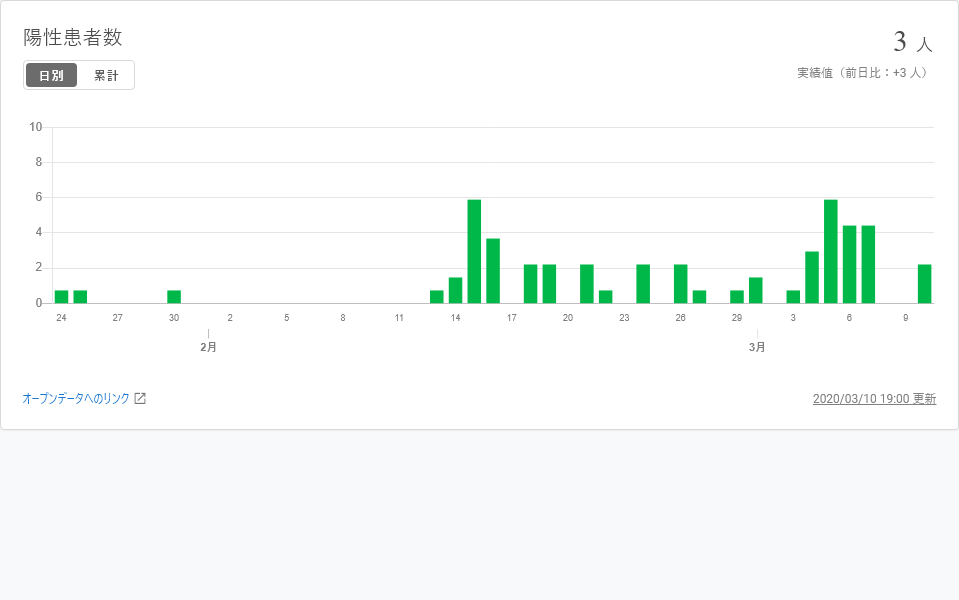 陽性患者数
3 人
日別 累計
実績値（前日比：+3 人）
10
8
6
4
2
0
24 27 30 2 5 8 11 14 17 20 23 26 29 3 6 9
2月 3月
オープンデータへのリンク
2020/03/10 19:00 更新